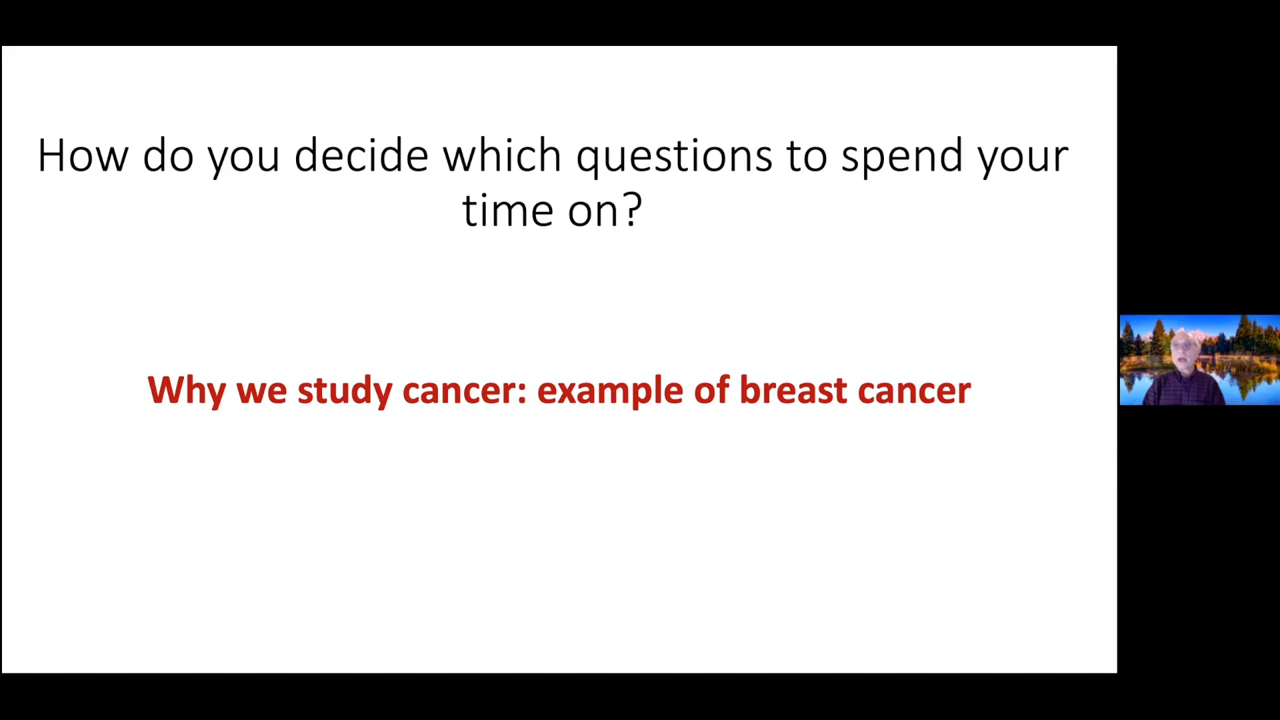 How do you decide which questions to spend your
time on?
Why we study cancer: example of breast cancer